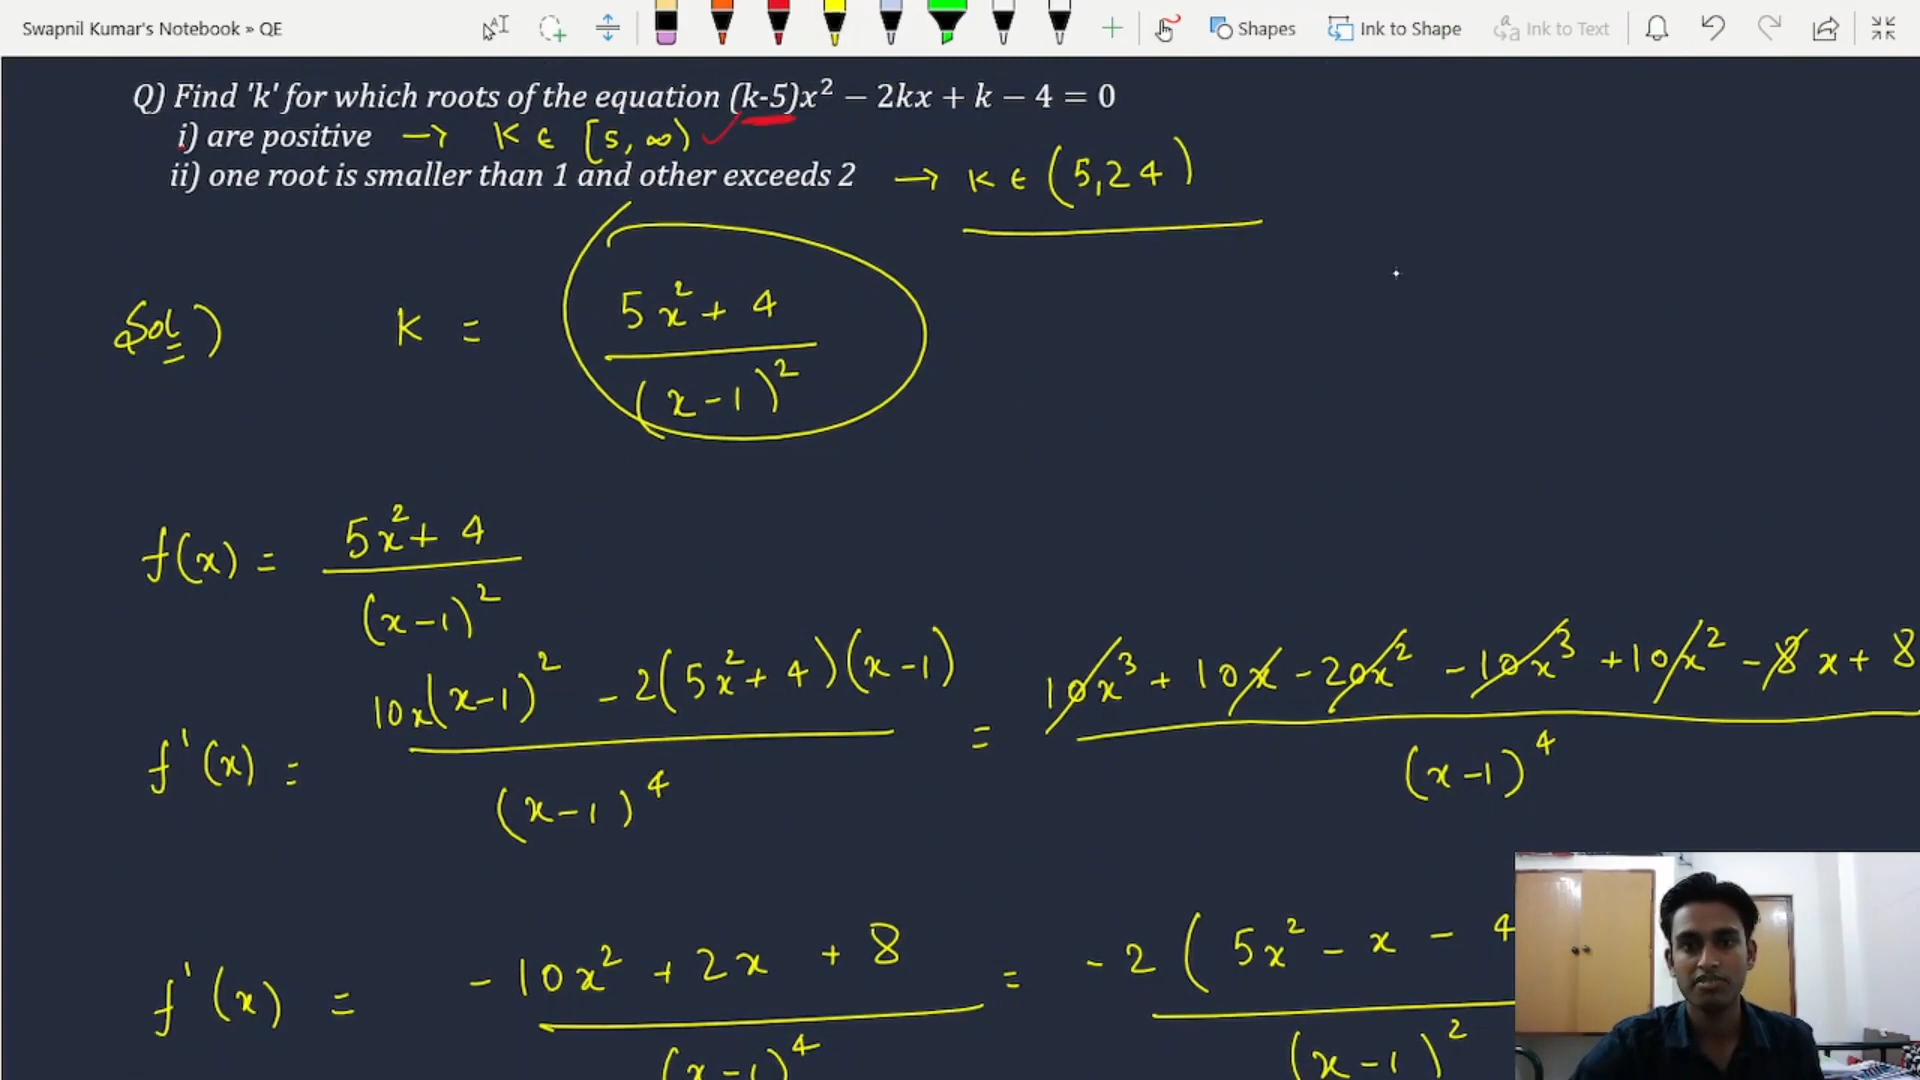 Swapnil Kumar's Notebook » QE
Shapes
Ink to Shape
Ink to Text
Q) Find 'k' for which roots of the equation (k-5)x² − 2kx + k − 4 = 0
i) are positive → K ∈ [5, ∞) ✓
ii) one root is smaller than 1 and other exceeds 2 → K ∈ (5,24)
Sol) K = (5x² + 4) / (x-1)²
f(x) = (5x² + 4) / (x-1)²
f'(x) = (10x(x-1)² - 2(5x² + 4)(x-1)) / (x-1)⁴ = (10x³ + 10x - 20x² - 10x³ + 10x² - 8x + 8) / (x-1)⁴
f'(x) = (-10x² + 2x + 8) / (x-1)⁴ = -2(5x² - x - 4 / (x-1)²